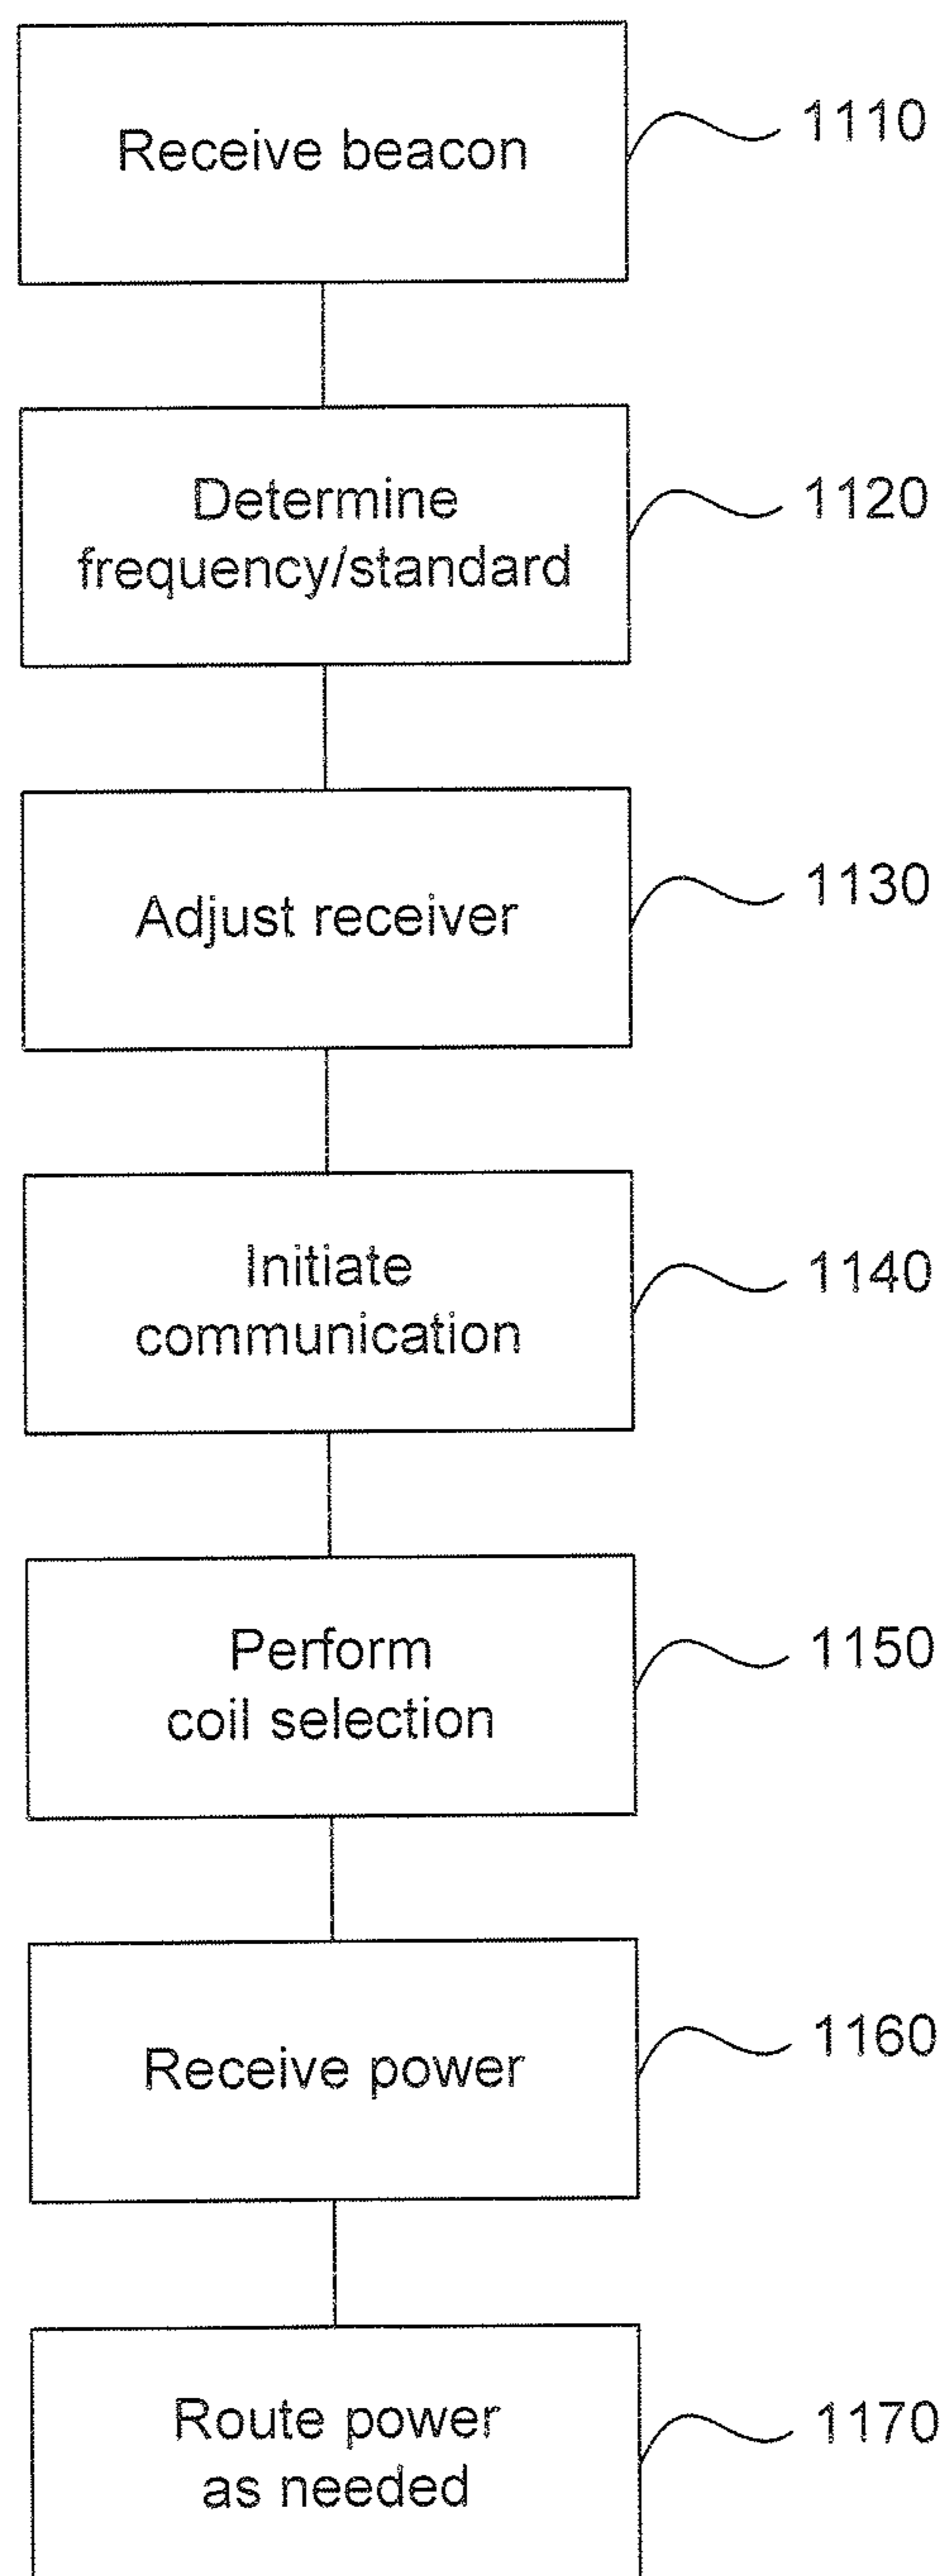 Receive beacon
1110
Determine
frequency/standard
1120
Adjust receiver
1130
Initiate
communication
1140
Perform
coil selection
1150
Receive power
1160
Route power
as needed
1170